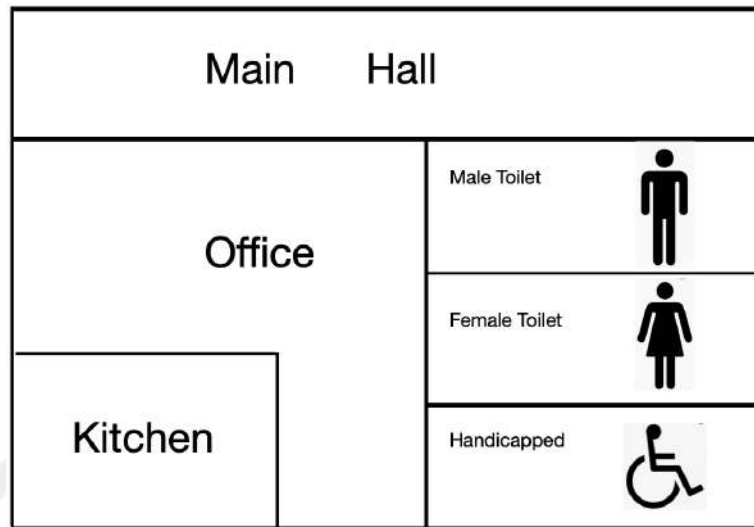 Main Hall
Male Toilet
Office
Female Toilet
Kitchen
Handicapped